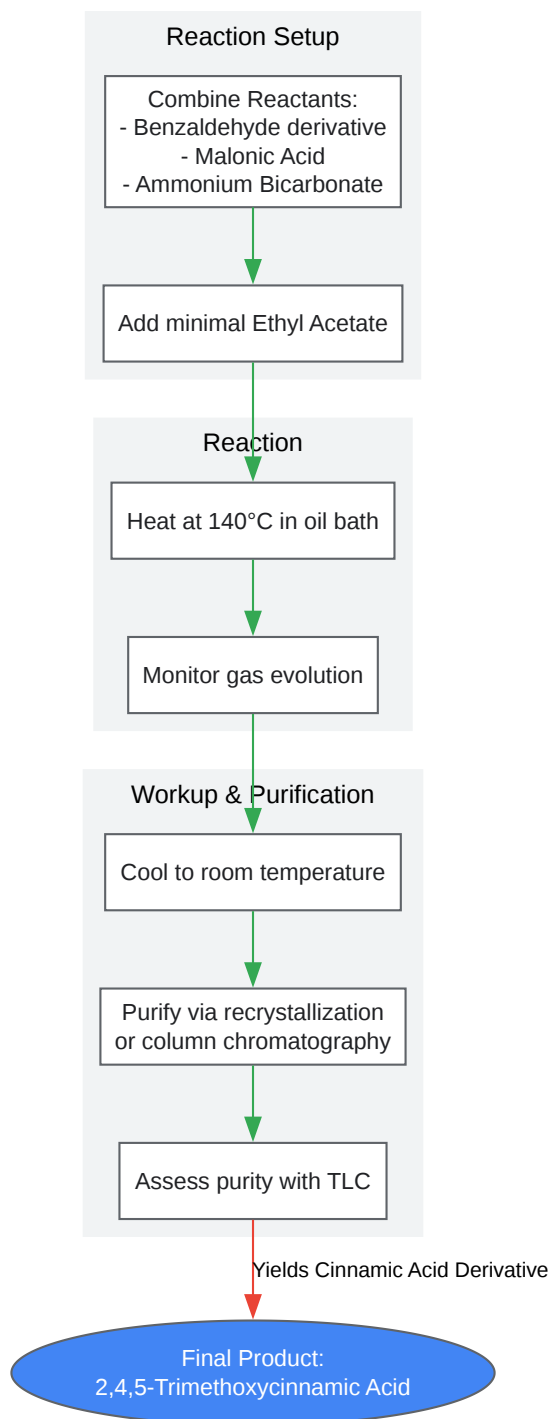 Reaction Setup
Combine Reactants:
- Benzaldehyde derivative
- Malonic Acid
- Ammonium Bicarbonate
Add minimal Ethyl Acetate
Reaction
Heat at 140°C in oil bath
Monitor gas evolution
Workup & Purification
Cool to room temperature
Purify via recrystallization
or column chromatography
Assess purity with TLC
Yields Cinnamic Acid Derivative
Final Product:
2,4,5-Trimethoxycinnamic Acid